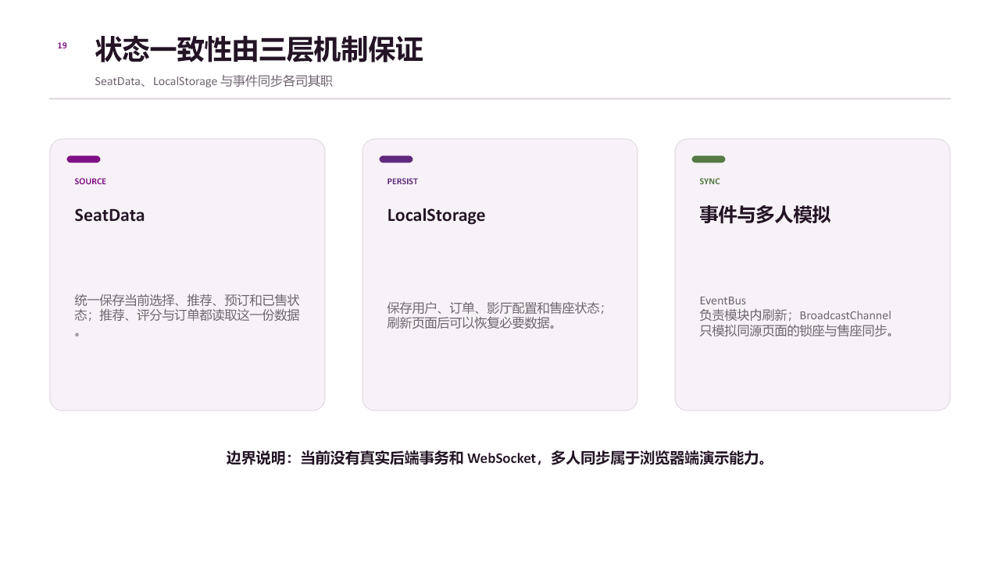 19
状态一致性由三层机制保证
SeatData、LocalStorage 与事件同步各司其职
SOURCE
SeatData
统一保存当前选择、推荐、预订和已售状
态；推荐、评分与订单都读取这一份数据
。
PERSIST
LocalStorage
保存用户、订单、影厅配置和售座状态；
刷新页面后可以恢复必要数据。
SYNC
事件与多人模拟
EventBus
负责模块内刷新；BroadcastChannel
只模拟同源页面的锁座与售座同步。
边界说明：当前没有真实后端事务和 WebSocket，多人同步属于浏览器端演示能力。